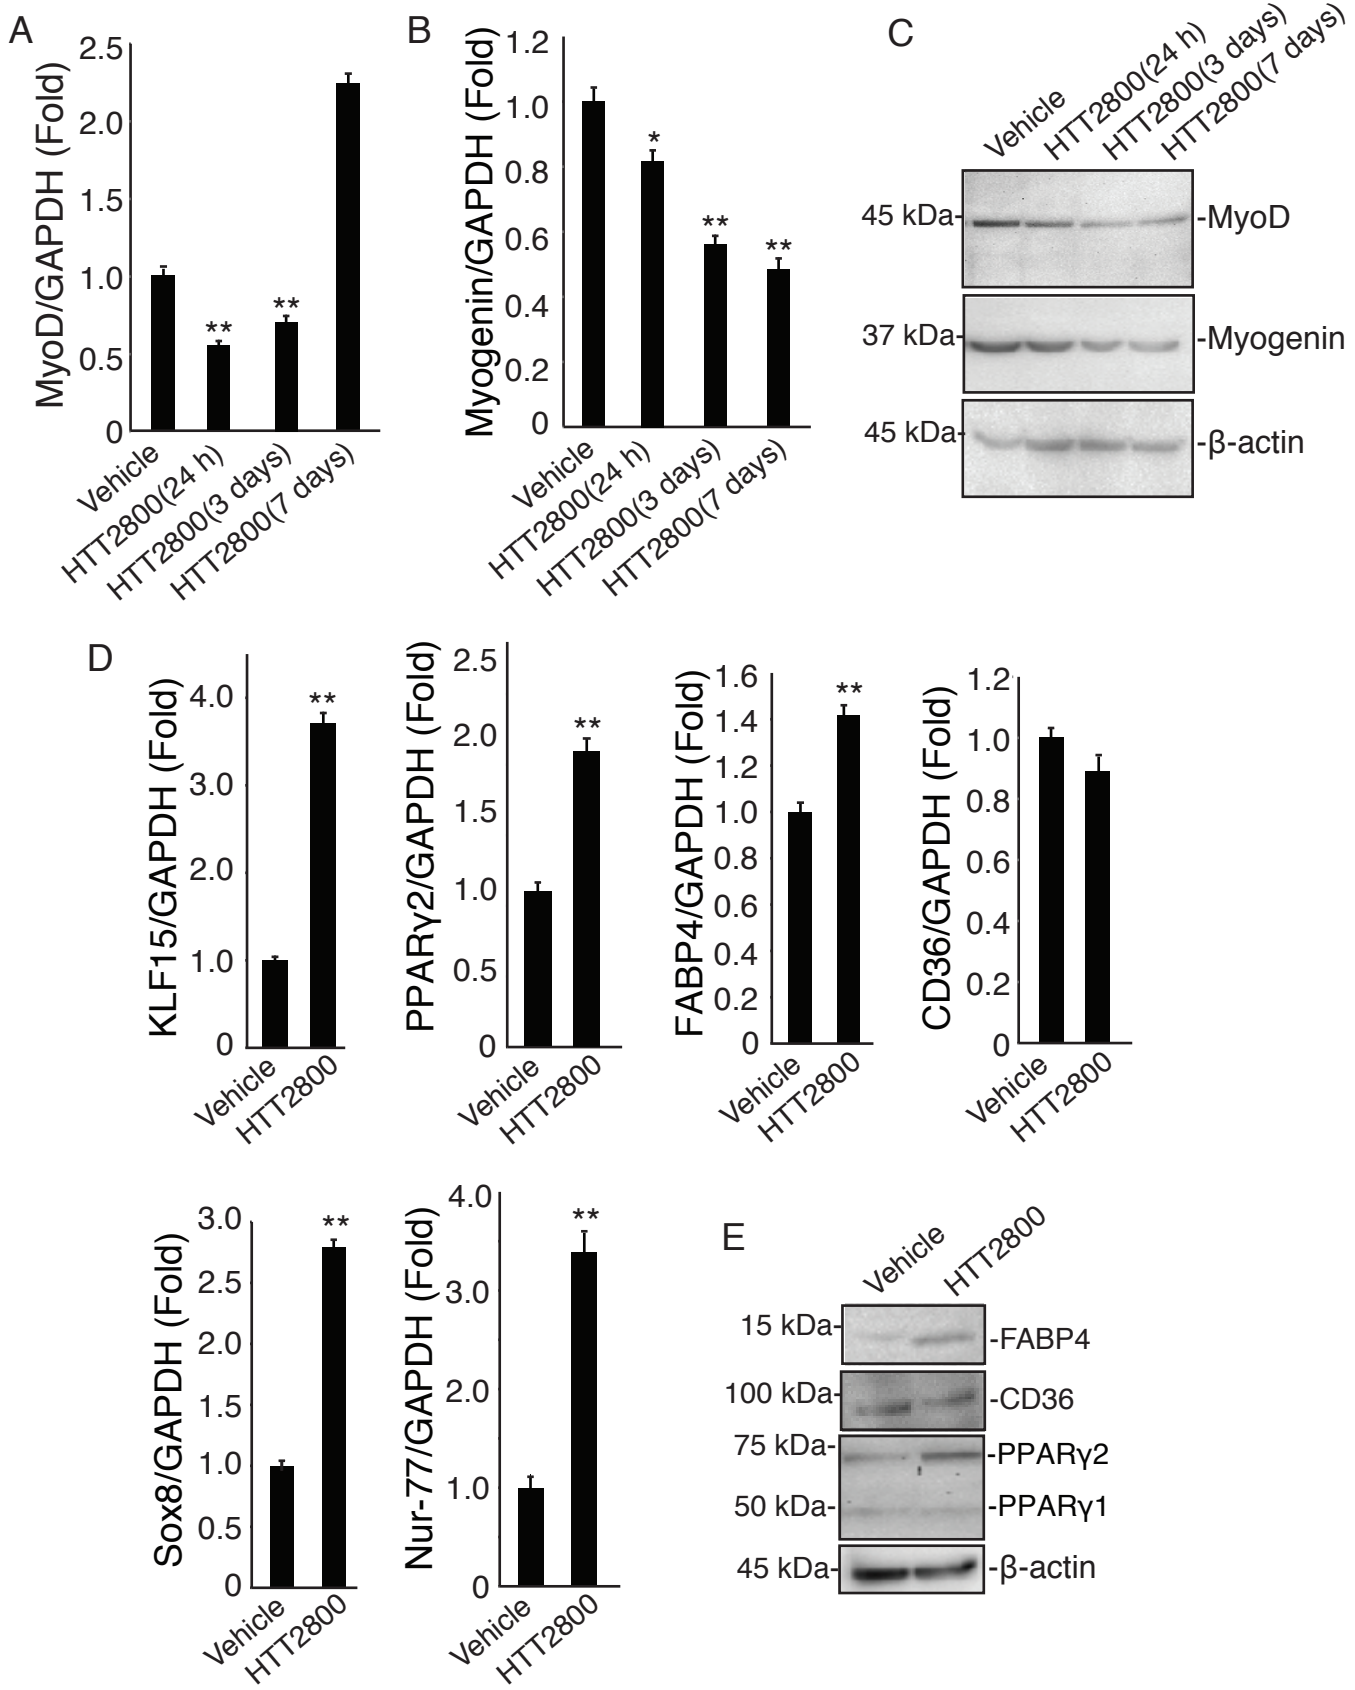 A
MyoD/GAPDH (Fold)
2.5
2.0
1.5
1.0
0.5
0
**
**
Vehicle
HTT2800(24 h)
HTT2800(3 days)
HTT2800(7 days)
B
Myogenin/GAPDH (Fold)
1.2
1.0
0.8
0.6
0.4
0.2
0
*
**
**
Vehicle
HTT2800(24 h)
HTT2800(3 days)
HTT2800(7 days)
C
Vehicle
HTT2800(24 h)
HTT2800(3 days)
HTT2800(7 days)
45 kDa- -MyoD
37 kDa- -Myogenin
45 kDa- -β-actin
D
KLF15/GAPDH (Fold)
4.0
3.0
2.0
1.0
0
**
Vehicle
HTT2800
PPARγ2/GAPDH (Fold)
2.5
2.0
1.5
1.0
0.5
0
**
Vehicle
HTT2800
FABP4/GAPDH (Fold)
1.6
1.4
1.2
1.0
0.8
0.6
0.4
0.2
0
**
Vehicle
HTT2800
CD36/GAPDH (Fold)
1.2
1.0
0.8
0.6
0.4
0.2
0
Vehicle
HTT2800
Sox8/GAPDH (Fold)
3.0
2.5
2.0
1.5
1.0
0.5
0
**
Vehicle
HTT2800
Nur-77/GAPDH (Fold)
4.0
3.0
2.0
1.0
0
**
Vehicle
HTT2800
E
Vehicle
HTT2800
15 kDa- -FABP4
100 kDa- -CD36
75 kDa- -PPARγ2
50 kDa- -PPARγ1
45 kDa- -β-actin